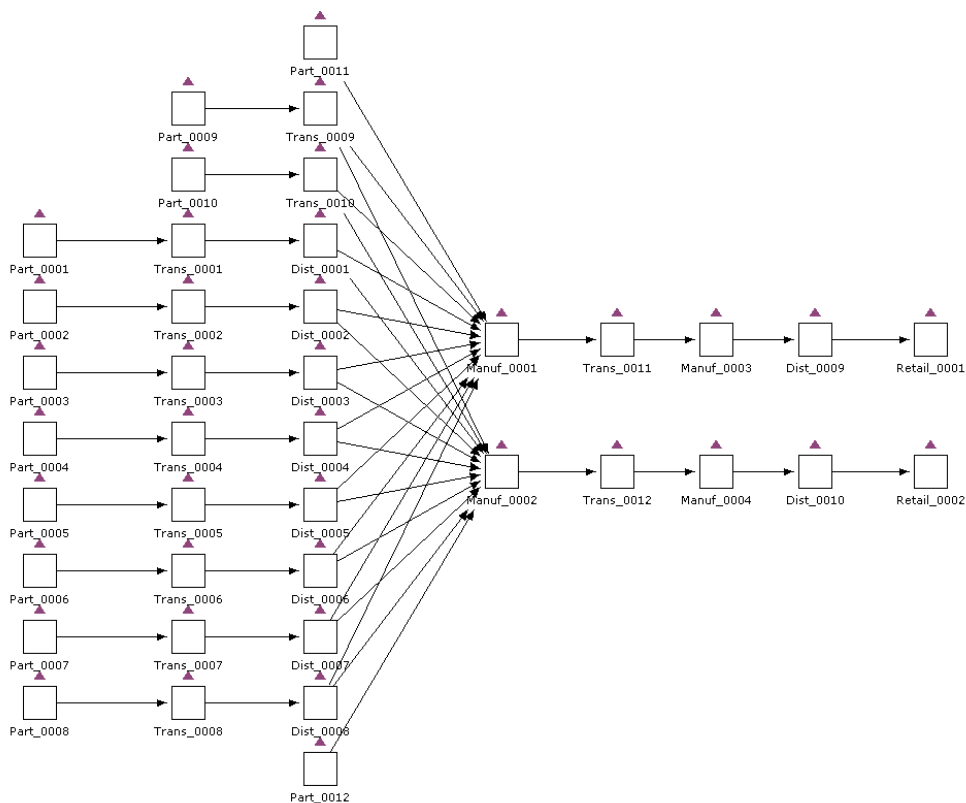 Part_0011
Part_0009 Trans_0009
Part_0010 Trans_0010
Part_0001 Trans_0001 Dist_0001
Part_0002 Trans_0002 Dist_0002
Manuf_0001 Trans_0011 Manuf_0003 Dist_0009 Retail_0001
Part_0003 Trans_0003 Dist_0003
Part_0004 Trans_0004 Dist_0004
Manuf_0002 Trans_0012 Manuf_0004 Dist_0010 Retail_0002
Part_0005 Trans_0005 Dist_0005
Part_0006 Trans_0006 Dist_0006
Part_0007 Trans_0007 Dist_0007
Part_0008 Trans_0008 Dist_0008
Part_0012